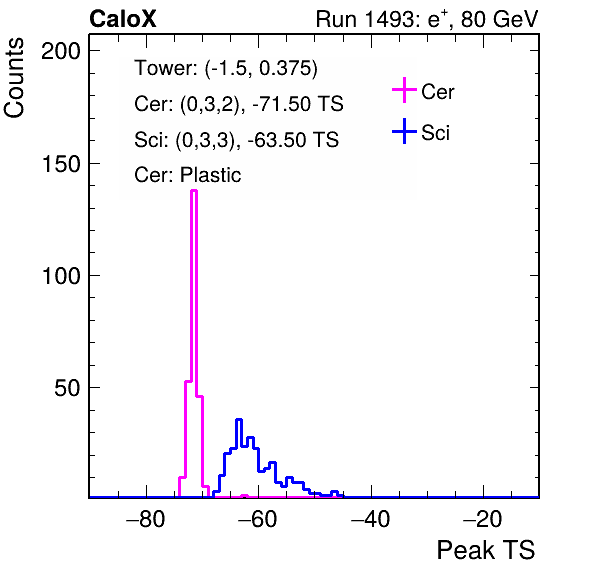 CaloX Run 1493: e⁺, 80 GeV
Counts
200
150
100
50
Tower: (-1.5, 0.375)
Cer: (0,3,2), -71.50 TS
Sci: (0,3,3), -63.50 TS
Cer: Plastic
Cer
Sci
−80 −60 −40 −20
Peak TS